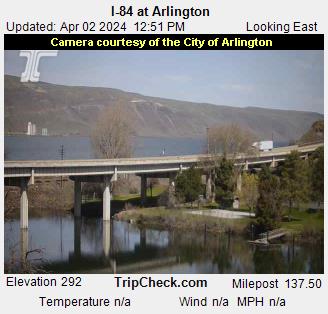 I-84 at Arlington
Updated: Apr 02 2024 12:51 PM Looking East
Camera courtesy of the City of Arlington
Elevation 292 TripCheck.com Milepost 137.50
Temperature n/a Wind n/a MPH n/a